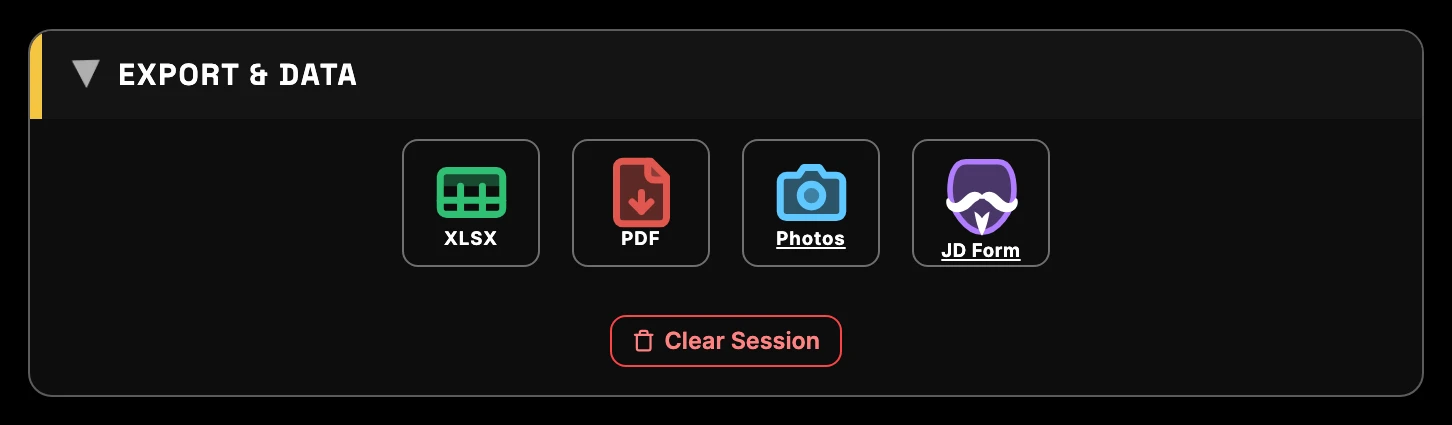 EXPORT & DATA
XLSX
PDF
Photos
JD Form
Clear Session